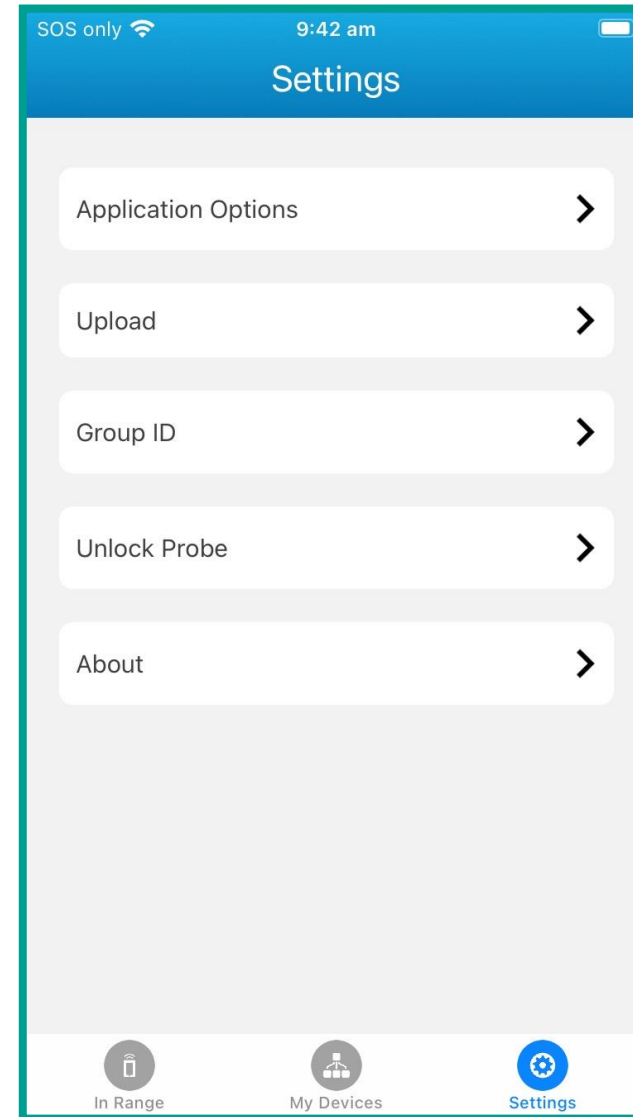 SOS only 9:42 am
Settings
Application Options
Upload
Group ID
Unlock Probe
About
In Range My Devices Settings